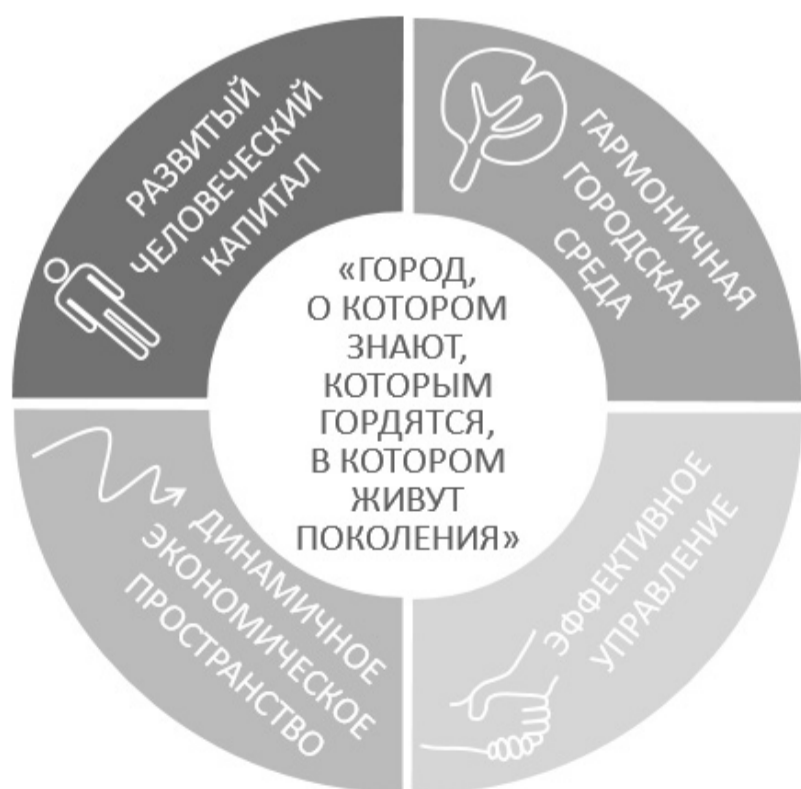 РАЗВИТЫЙ
ЧЕЛОВЕЧЕСКИЙ
КАПИТАЛ
ГАРМОНИЧНАЯ
ГОРОДСКАЯ
СРЕДА
«ГОРОД,
О КОТОРОМ
ЗНАЮТ,
КОТОРЫМ
ГОРДЯТСЯ,
В КОТОРОМ
ЖИВУТ
ПОКОЛЕНИЯ»
ДИНАМИЧНОЕ
ЭКОНОМИЧЕСКОЕ
ПРОСТРАНСТВО
ЭФФЕКТИВНОЕ
УПРАВЛЕНИЕ